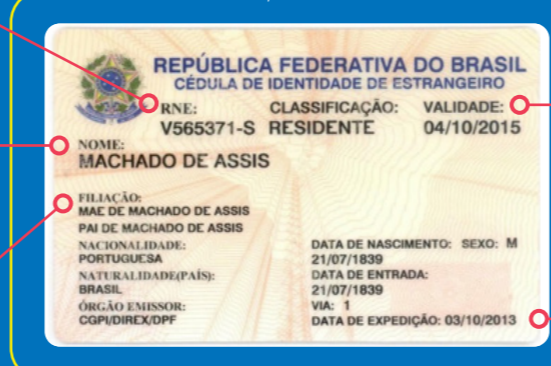 REPÚBLICA FEDERATIVA DO BRASIL
CÉDULA DE IDENTIDADE DE ESTRANGEIRO
RNE: CLASSIFICAÇÃO: VALIDADE:
V565371-S RESIDENTE 04/10/2015
NOME:
MACHADO DE ASSIS
FILIAÇÃO:
MAE DE MACHADO DE ASSIS
PAI DE MACHADO DE ASSIS
NACIONALIDADE: DATA DE NASCIMENTO: SEXO: M
PORTUGUESA 21/07/1839
NATURALIDADE(PAÍS): DATA DE ENTRADA:
BRASIL 21/07/1839
ÓRGÃO EMISSOR: VIA: 1
CGPI/DIREX/DPF DATA DE EXPEDIÇÃO: 03/10/2013